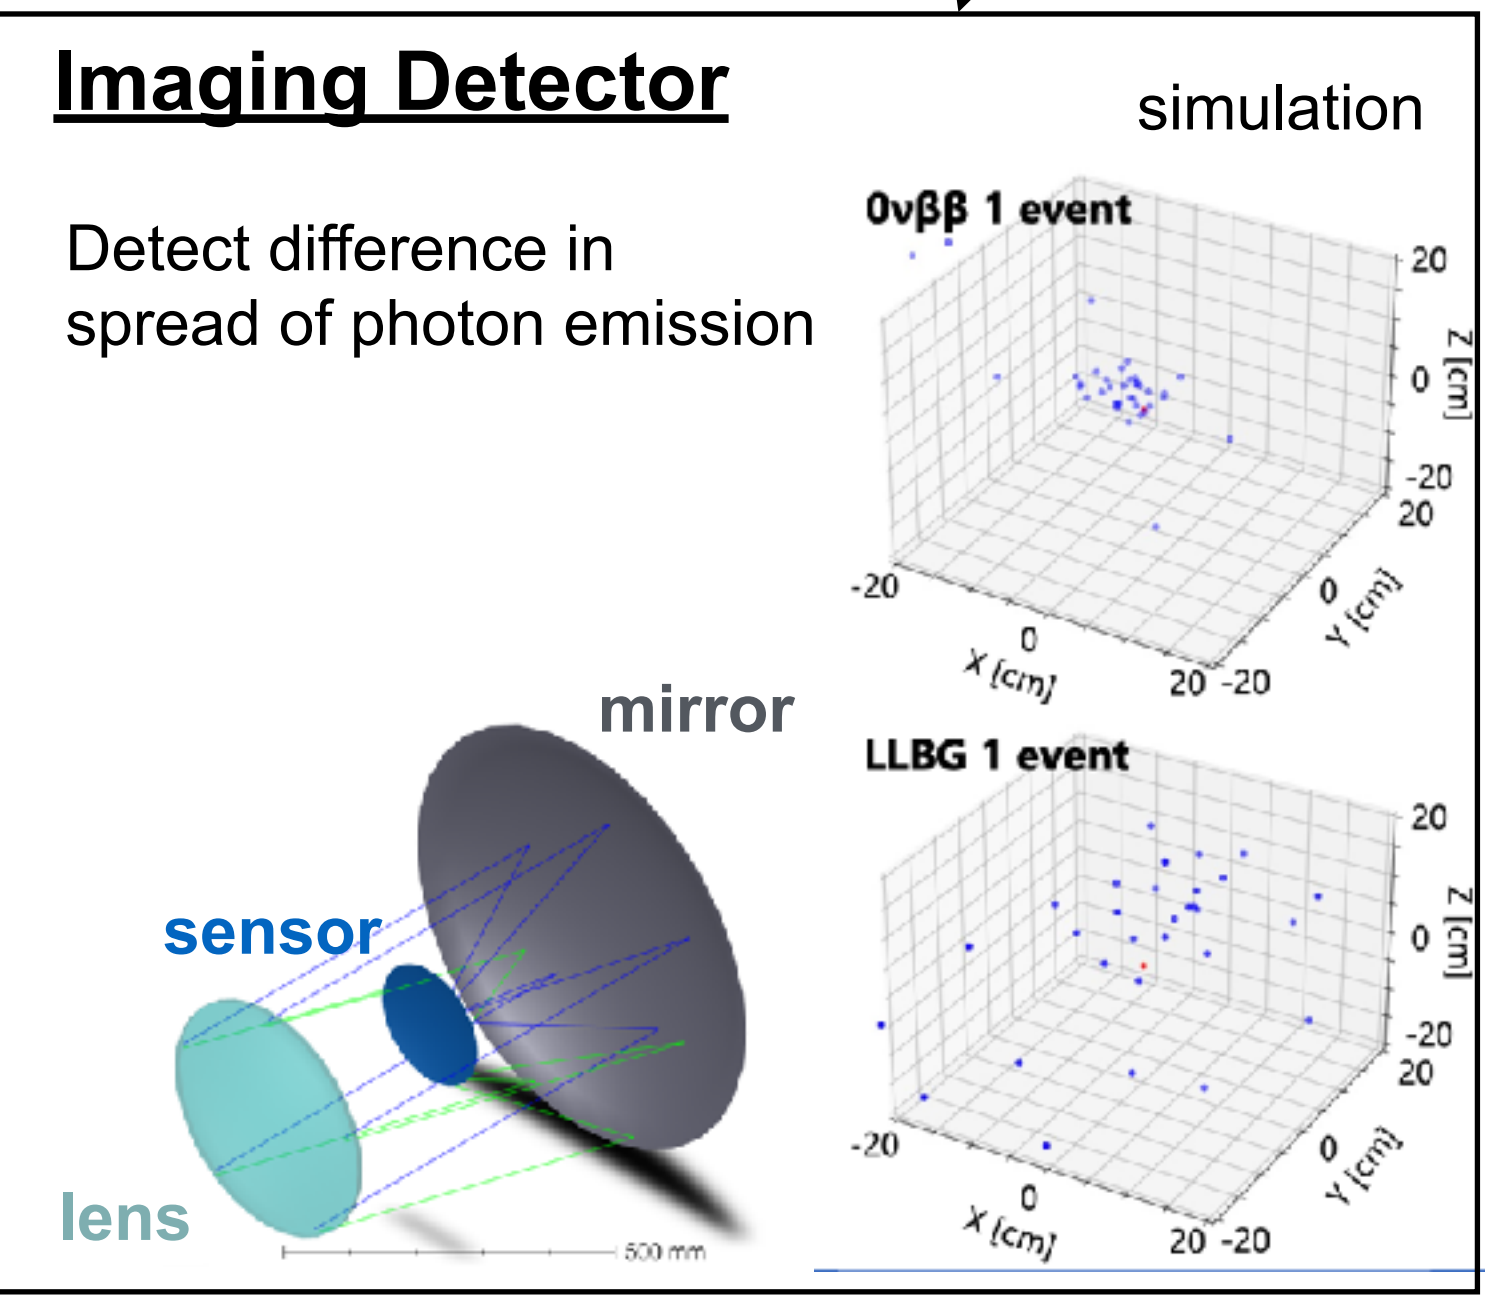 Imaging Detector
simulation
Detect difference in
spread of photon emission
0νββ 1 event
20
0
-20
Z [cm]
20
0
-20
Y [cm]
-20
0
20
X [cm]
mirror
sensor
lens
500 mm
LLBG 1 event
20
0
-20
Z [cm]
20
0
-20
Y [cm]
-20
0
20
X [cm]